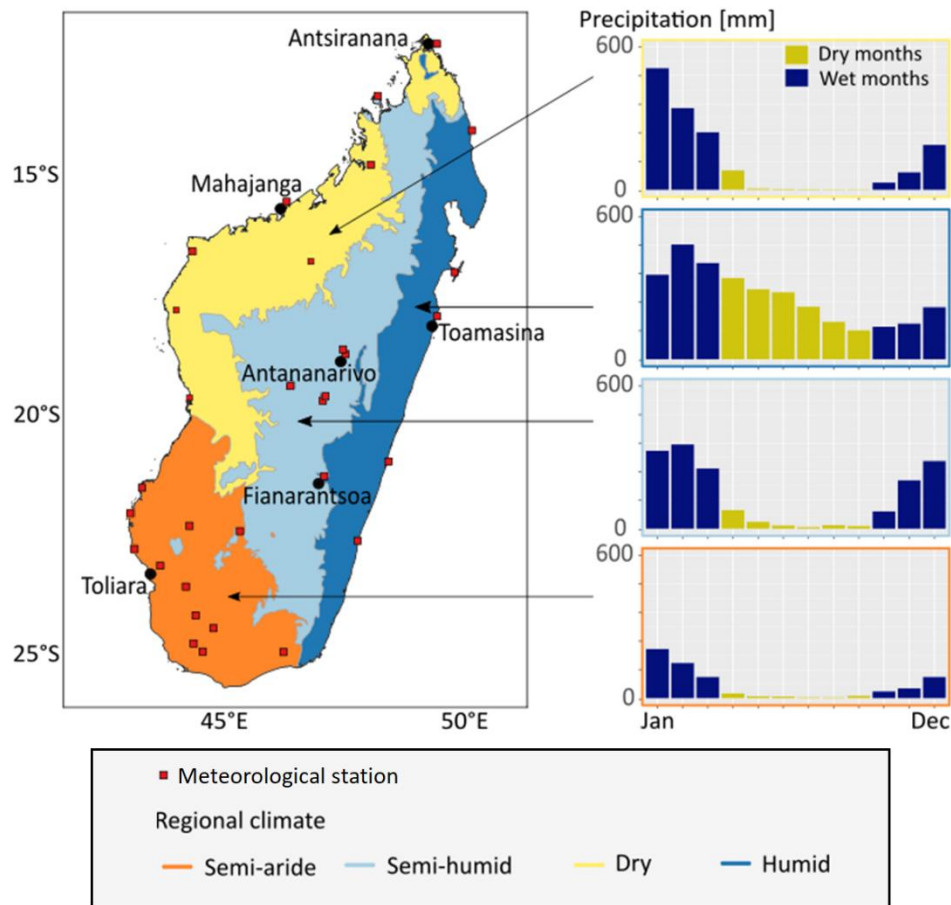 Precipitation [mm]
Antsiranana
600
Dry months
Wet months
15°S
Mahajanga
0
600
Toamasina
0
Antananarivo
600
20°S
Fianarantsoa
0
600
Toliara
25°S
0
45°E
50°E
Jan
Dec
Meteorological station
Regional climate
Semi-aride
Semi-humid
Dry
Humid